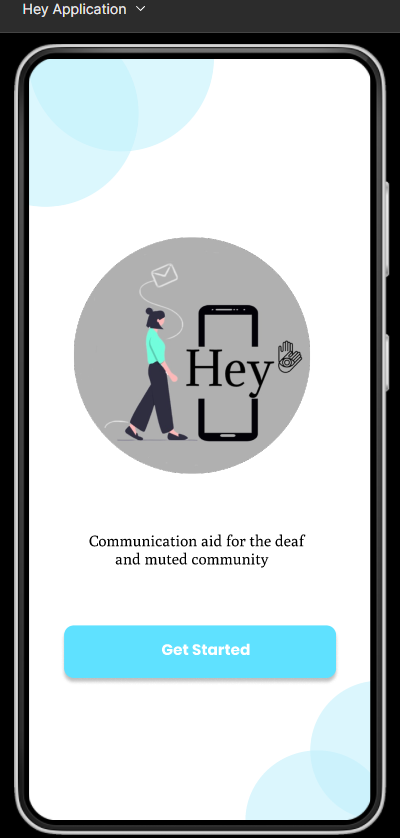 Hey Application
Hey
Communication aid for the deaf
and muted community
Get Started